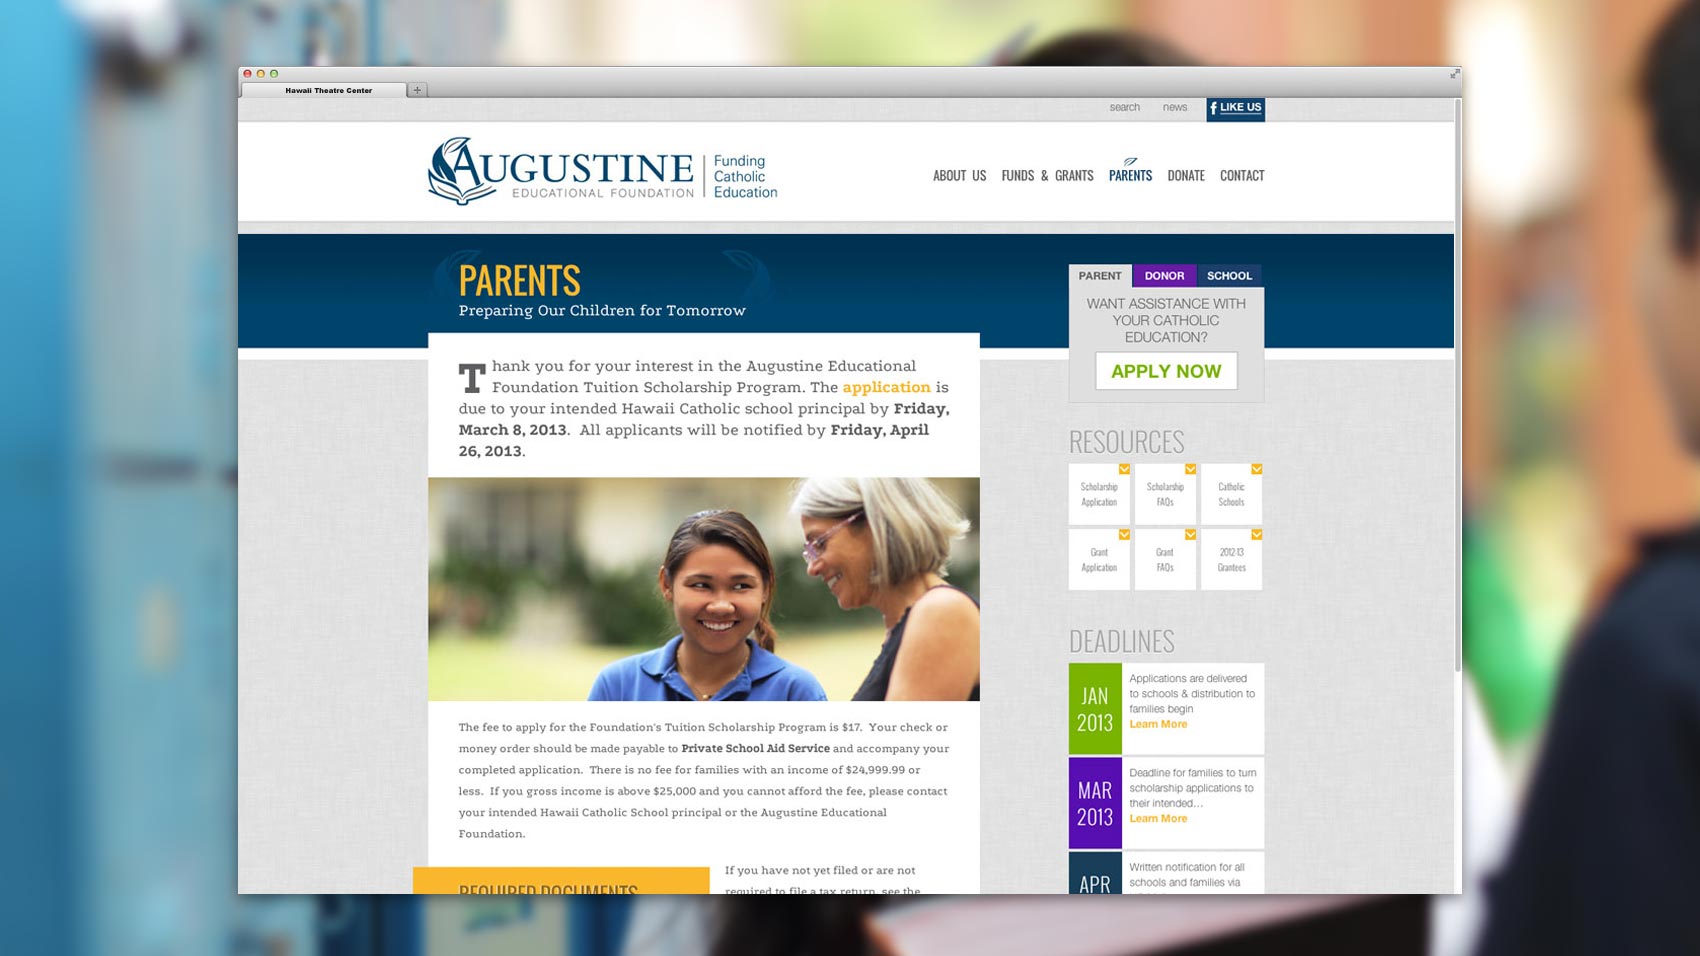 Hawaii Theatre Center
search news f LIKE US
AUGUSTINE
EDUCATIONAL FOUNDATION
Funding
Catholic
Education
ABOUT US FUNDS & GRANTS PARENTS DONATE CONTACT
PARENTS
Preparing Our Children for Tomorrow
Thank you for your interest in the Augustine Educational
Foundation Tuition Scholarship Program. The application is
due to your intended Hawaii Catholic school principal by Friday,
March 8, 2013. All applicants will be notified by Friday, April
26, 2013.
The fee to apply for the Foundation's Tuition Scholarship Program is $17. Your check or
money order should be made payable to Private School Aid Service and accompany your
completed application. There is no fee for families with an income of $24,999.99 or
less. If you gross income is above $25,000 and you cannot afford the fee, please contact
your intended Hawaii Catholic School principal or the Augustine Educational
Foundation.
REQUIRED DOCUMENTS
If you have not yet filed or are not
required to file a tax return, see the
PARENT DONOR SCHOOL
WANT ASSISTANCE WITH
YOUR CATHOLIC
EDUCATION?
APPLY NOW
RESOURCES
Scholarship
Application
Scholarship
FAQs
Catholic
Schools
Grant
Application
Grant
FAQs
2012-13
Grantees
DEADLINES
JAN
2013
Applications are delivered
to schools & distribution to
families begin
Learn More
MAR
2013
Deadline for families to turn
scholarship applications to
their intended...
Learn More
APR
Written notification for all
schools and families via